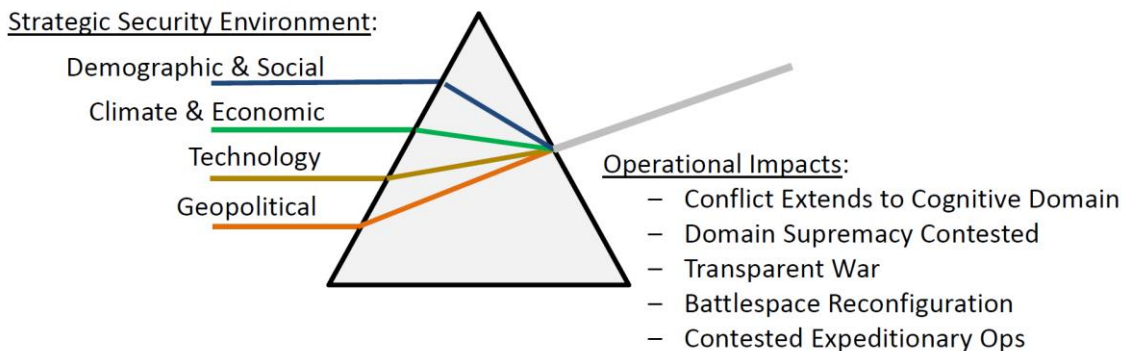 Strategic Security Environment:
Demographic & Social
Climate & Economic
Technology
Geopolitical
Operational Impacts:
– Conflict Extends to Cognitive Domain
– Domain Supremacy Contested
– Transparent War
– Battlespace Reconfiguration
– Contested Expeditionary Ops